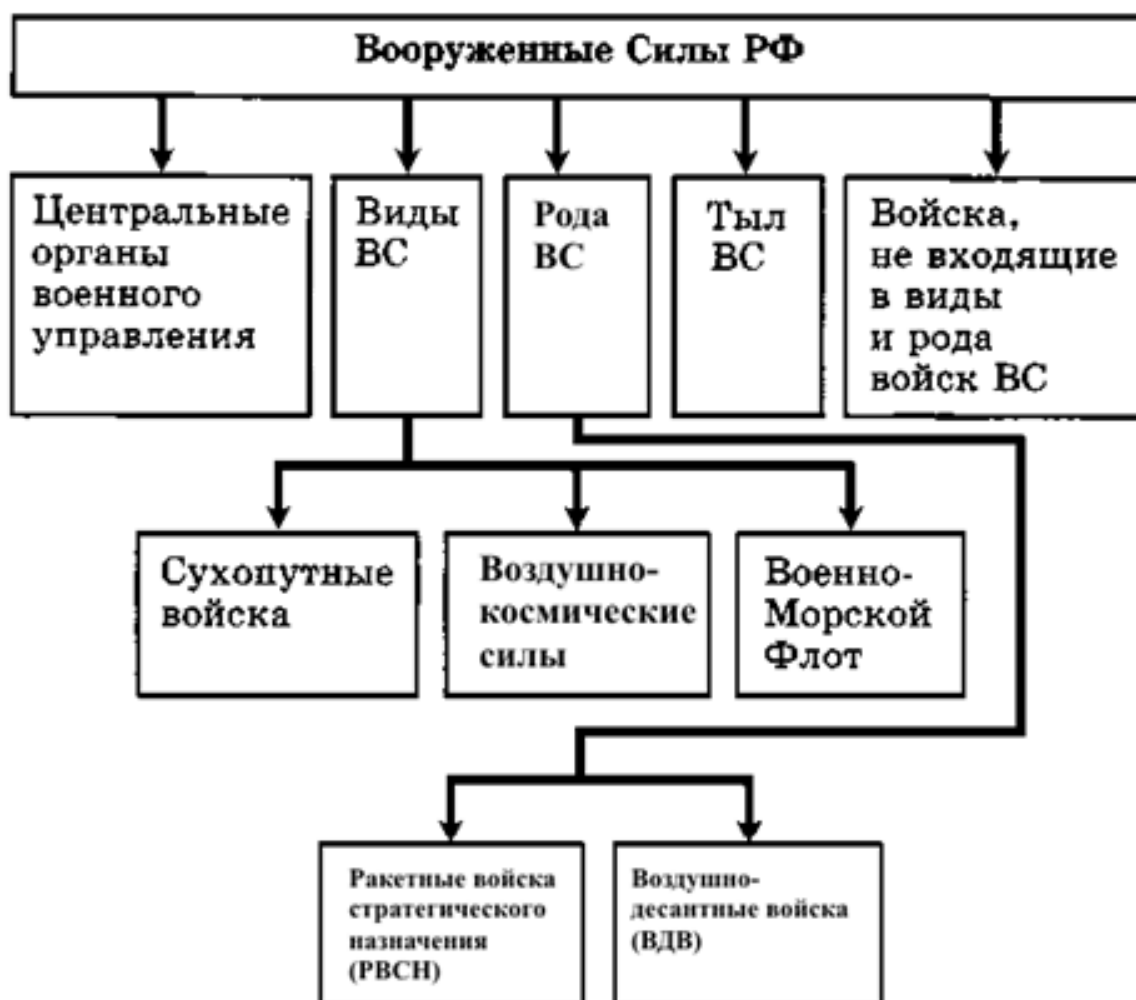 Вооруженные Силы РФ
Центральные
органы
военного
управления
Виды
ВС
Рода
ВС
Тыл
ВС
Войска,
не входящие
в виды
и рода
войск ВС
Сухопутные
войска
Воздушно-
космические
силы
Военно-
Морской
Флот
Ракетные войска
стратегического
назначения
(РВСН)
Воздушно-
десантные войска
(ВДВ)